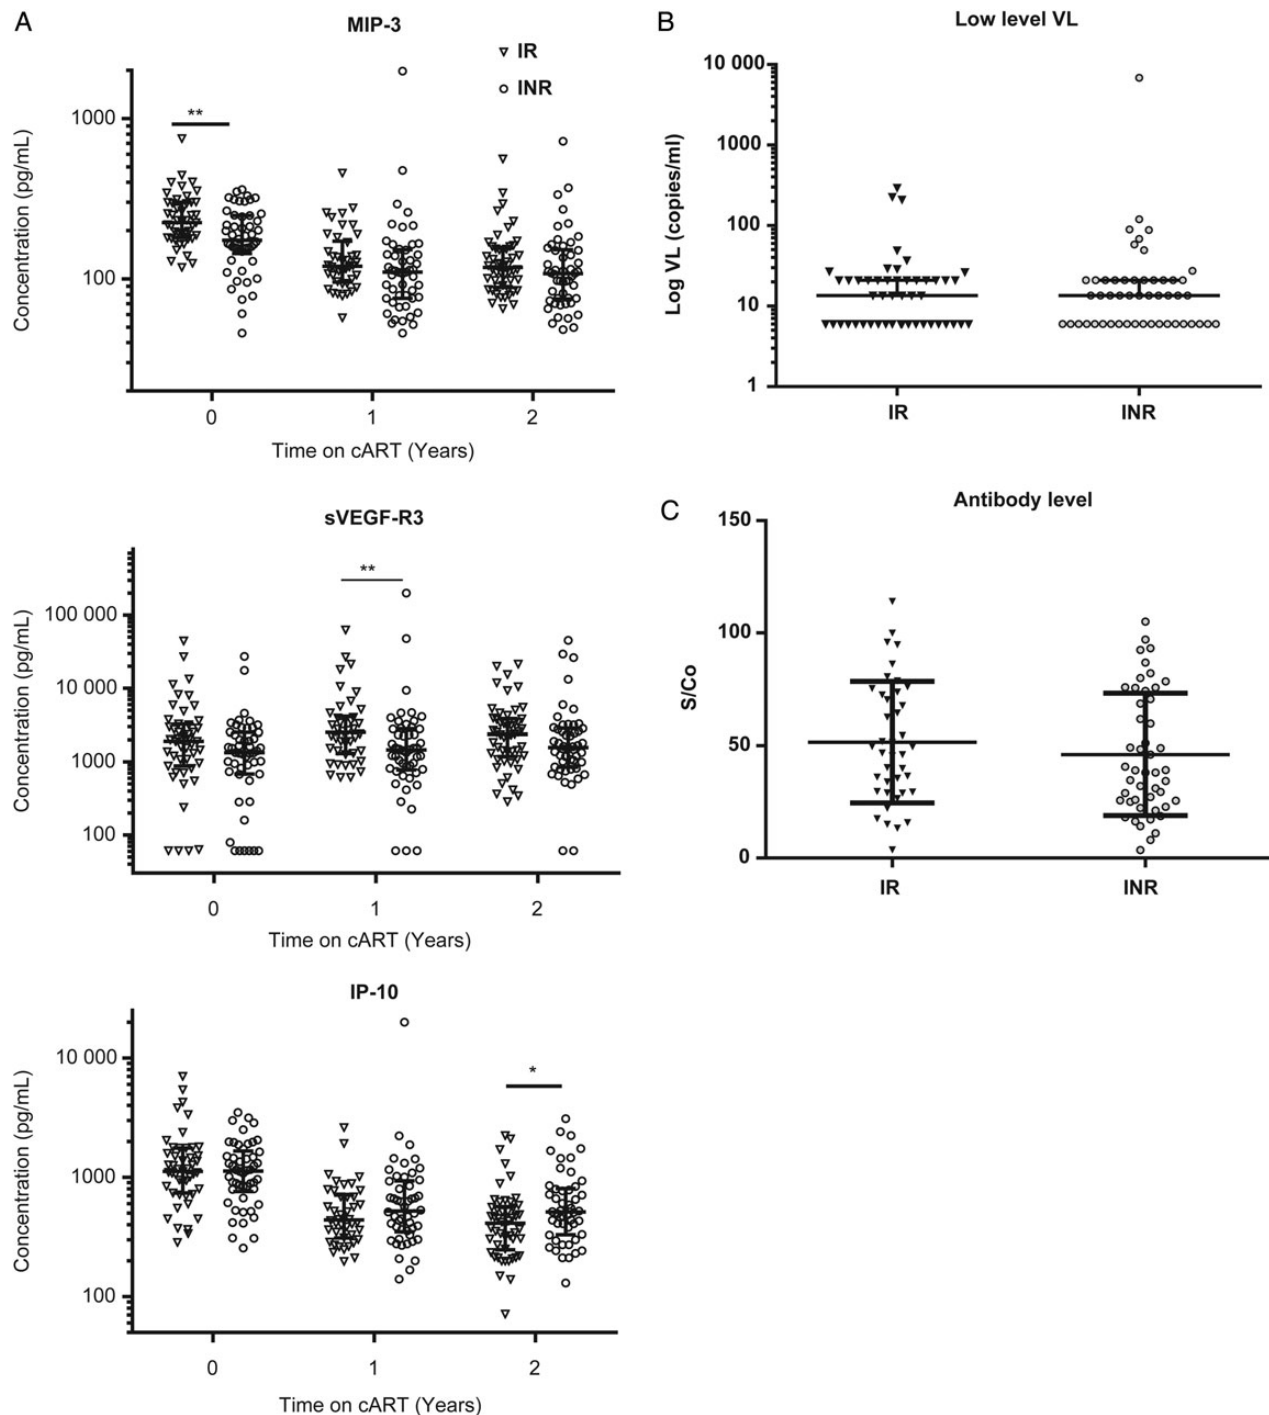 A
MIP-3
IR
INR
**
1000
100
Concentration (pg/mL)
0 1 2
Time on cART (Years)
sVEGF-R3
**
100 000
10 000
1000
100
Concentration (pg/mL)
0 1 2
Time on cART (Years)
IP-10
*
10 000
1000
100
Concentration (pg/mL)
0 1 2
Time on cART (Years)
B
Low level VL
10 000
1000
100
10
1
Log VL (copies/ml)
IR INR
C
Antibody level
150
100
50
0
S/Co
IR INR